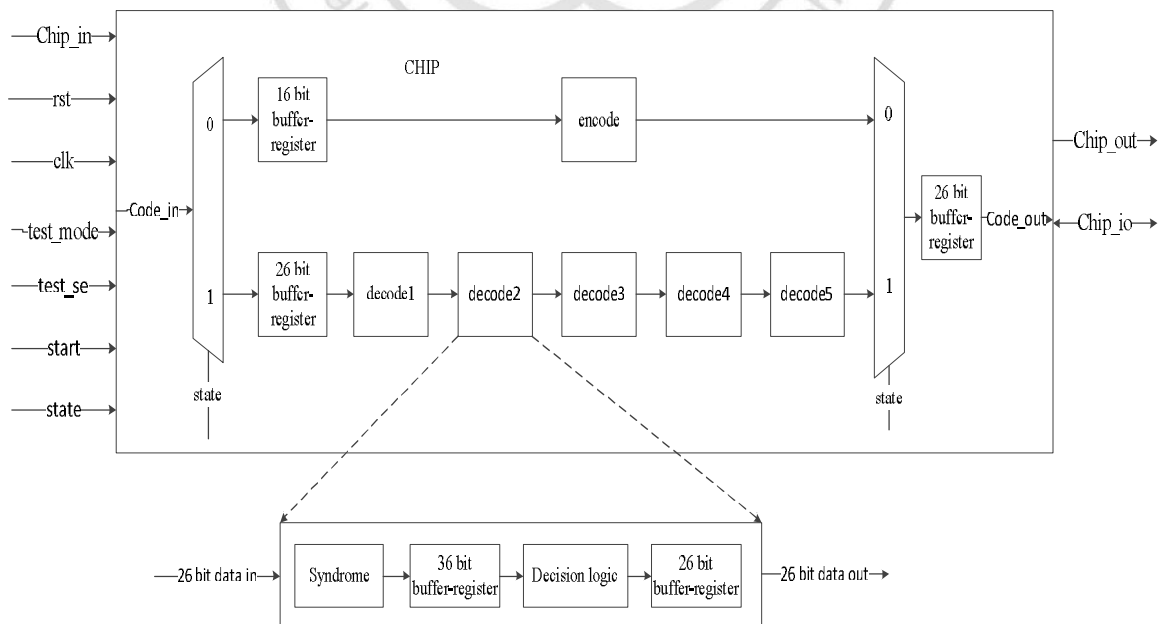 Chip_in
rst
clk
test_mode
test_se
start
state
CHIP
Code_in
0
1
state
16 bit
buffer-
register
encode
26 bit
buffer-
register
decode1
decode2
decode3
decode4
decode5
0
1
state
26 bit
buffer-
register
Code_out
Chip_out
Chip_io
26 bit data in
Syndrome
36 bit
buffer-register
Decision logic
26 bit
buffer-register
26 bit data out